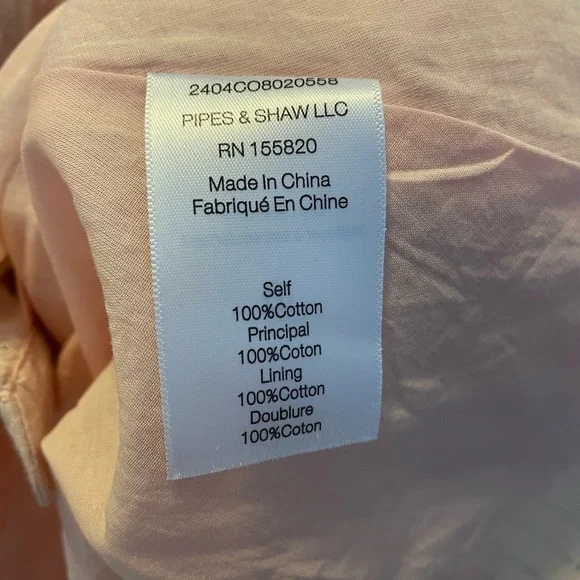 2404CO8020558
PIPES & SHAW LLC
RN 155820
Made In China
Fabriqué En Chine
Self
100%Cotton
Principal
100%Coton
Lining
100%Cotton
Doublure
100%Coton